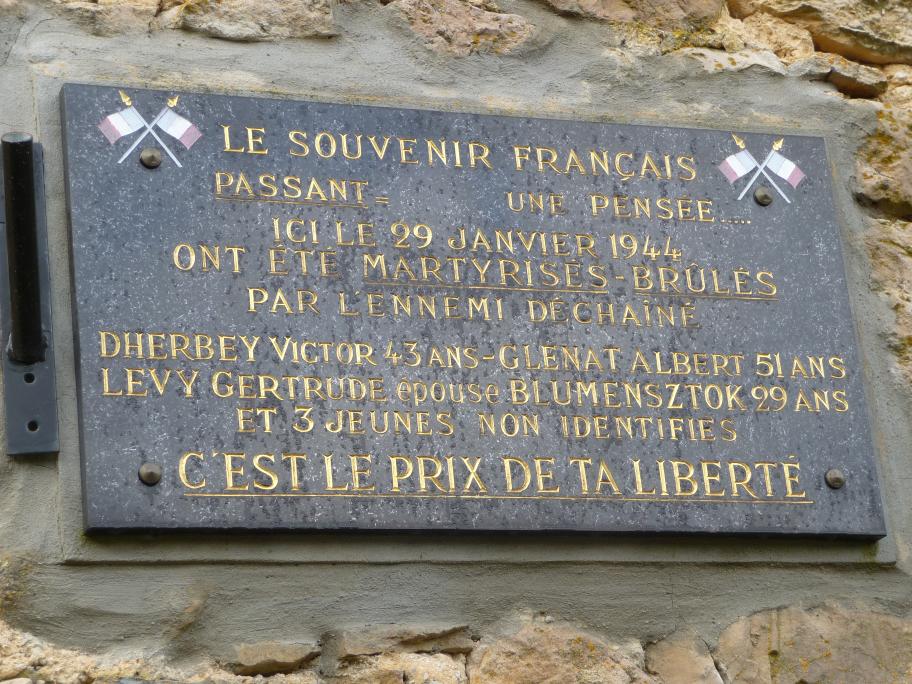 LE SOUVENIR FRANÇAIS
PASSANT= UNE PENSÉE.....
ICI LE 29 JANVIER 1944
ONT ÉTÉ MARTYRISÉS-BRÛLÉS
PAR L'ENNEMI DÉCHAÎNÉ
DHERBEY VICTOR 43 ANS-GLENAT ALBERT 51 ANS
LEVY GERTRUDE épouse BLUMENSZTOK 29 ANS
ET 3 JEUNES NON IDENTIFIES
C'EST LE PRIX DE TA LIBERTÉ